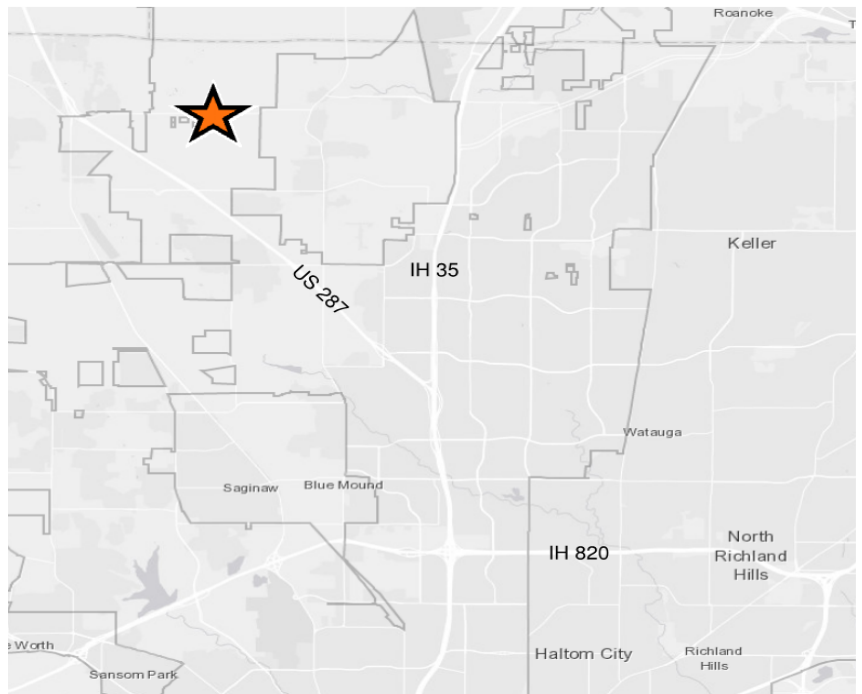 Roanoke
T
Keller
IH 35
US 287
Watauga
Saginaw
Blue Mound
North
Richland
Hills
IH 820
e Worth
Sansom Park
Haltom City
Richland
Hills